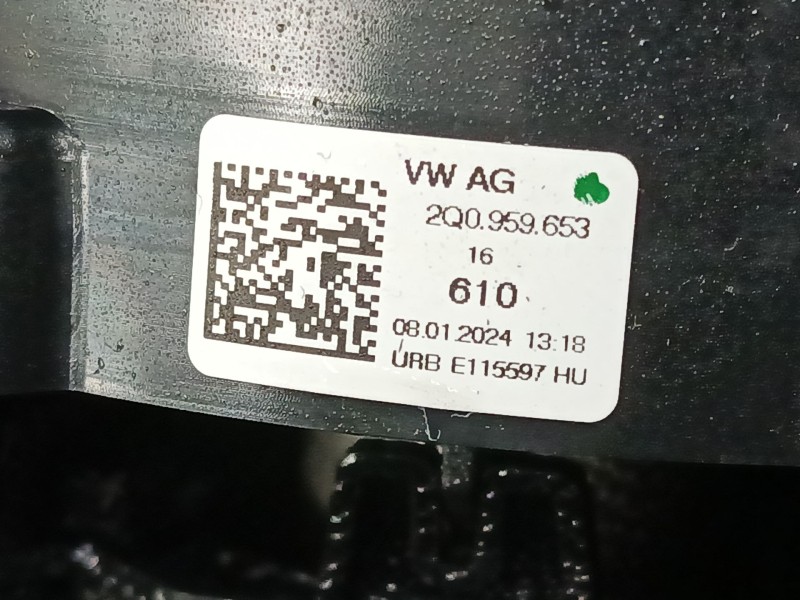 VW AG
2Q0.959.653
16
610
08.01.2024 13:18
URB E115597 HU